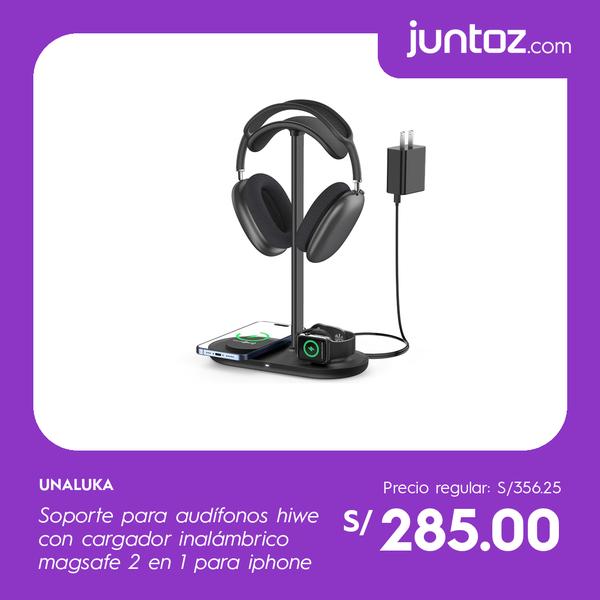 juntoz.com
UNALUKA
Soporte para audífonos hiwe
con cargador inalámbrico
magsafe 2 en 1 para iphone
Precio regular: S/356.25
S/ 285.00